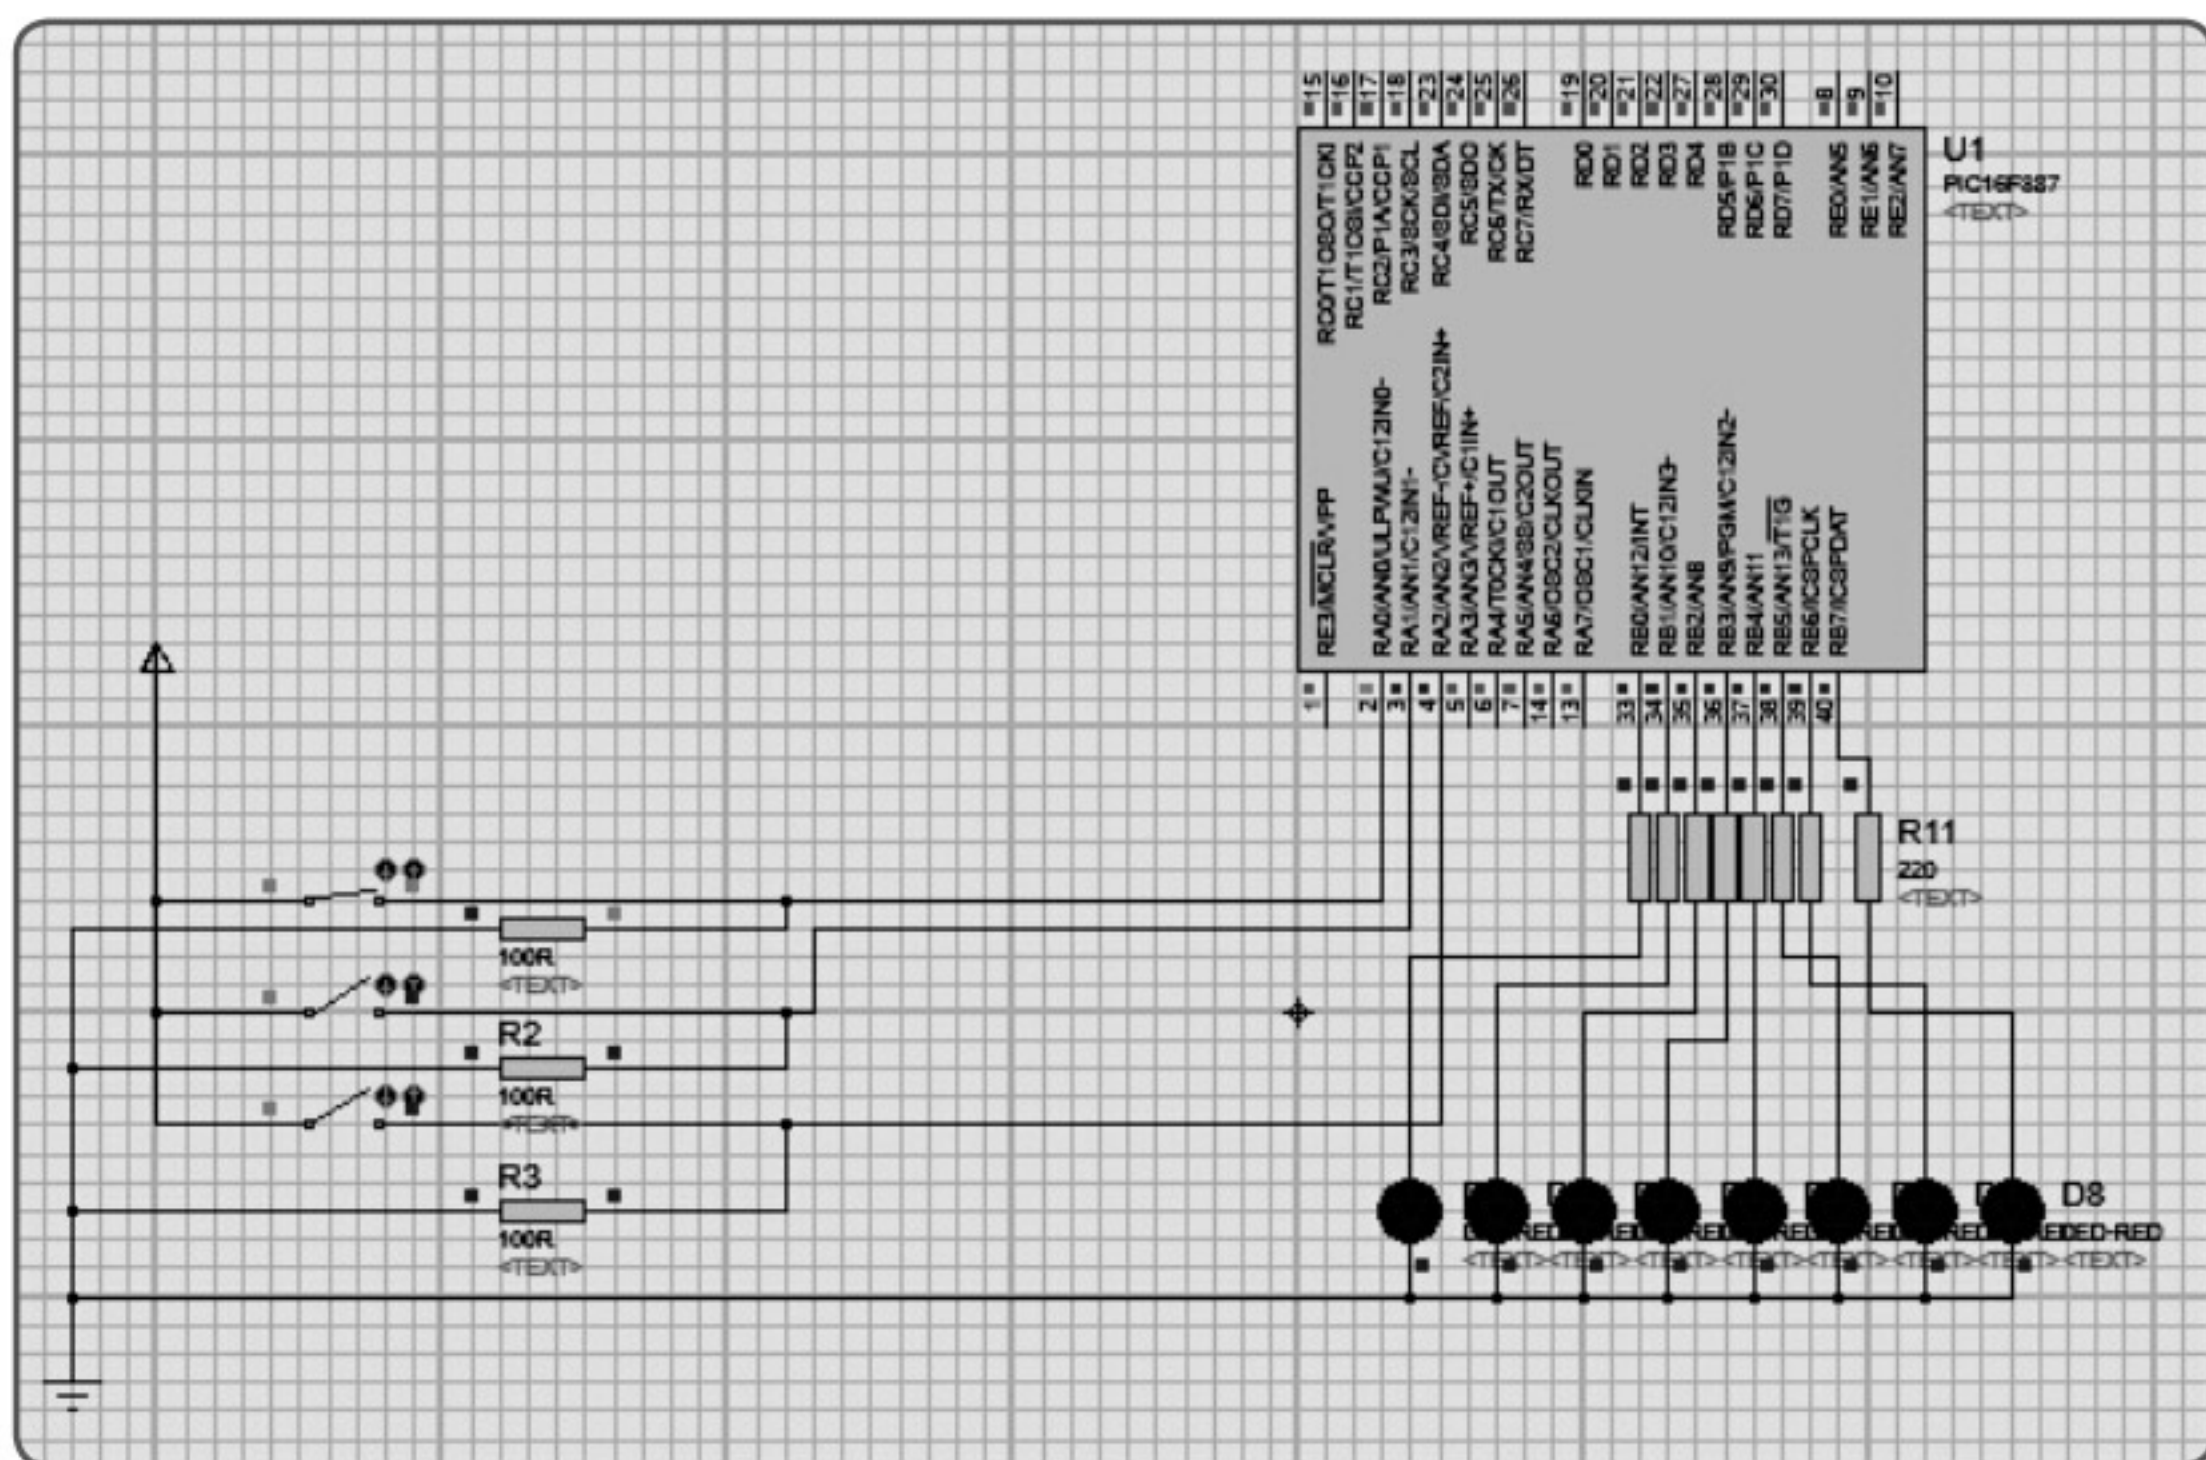 15
16
17
18
23
24
25
26
19
20
21
22
27
28
29
30
8
9
10
RC0/T1OSO/T1CKI
RC1/T1OSI/CCP2
RC2/P1A/CCP1
RC3/SCK/SCL
RC4/SDI/SDA
RC5/SDO
RC6/TX/CK
RC7/RX/DT
RD0
RD1
RD2
RD3
RD4
RD5/P1B
RD6/P1C
RD7/P1D
RE0/AN5
RE1/AN6
RE2/AN7
U1
PIC16F887
<TEXT>
RE3/MCLR/VPP
RA0/AN0/ULPWU/C12IN0-
RA1/AN1/C12IN1-
RA2/AN2/VREF-/CVREF/C2IN+
RA3/AN3/VREF+/C1IN+
RA4/T0CKI/C1OUT
RA5/AN4/SS/C2OUT
RA6/OSC2/CLKOUT
RA7/OSC1/CLKIN
RB0/AN12/INT
RB1/AN10/C12IN3-
RB2/AN8
RB3/AN9/PGM/C12IN2-
RB4/AN11
RB5/AN13/T1G
RB6/ICSPCLK
RB7/ICSPDAT
1
2
3
4
5
6
7
14
13
33
34
35
36
37
38
39
40
R11
220
<TEXT>
100R
<TEXT>
R2
100R
<TEXT>
R3
100R
<TEXT>
D8
LED-RED
<TEXT>